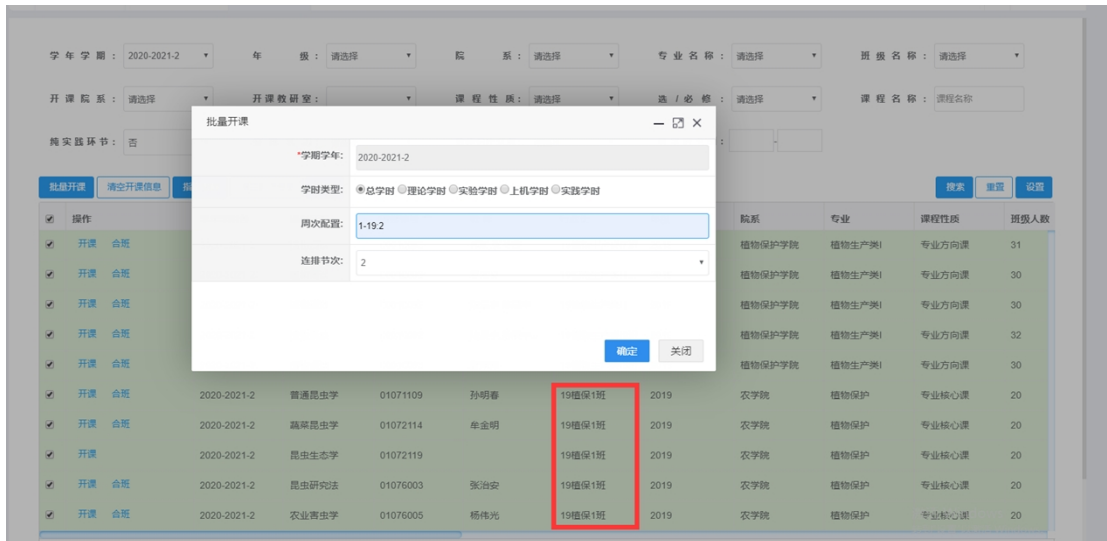 学年学期： 2020-2021-2 年 级： 请选择 院 系： 请选择 专业名称： 请选择 班级名称： 请选择
开课院系： 请选择 开课教研室： 课程性质： 请选择 选/必修： 请选择 课程名称： 课程名称
纯实践环节： 否 : -
批量开课
*学期学年: 2020-2021-2
学时类型: 总学时 理论学时 实验学时 上机学时 实践学时
周次配置: 1-19:2
连排节次: 2
确定 关闭
批量开课 清空开课信息 搜索 重置 设置
操作 院系 专业 课程性质 班级人数
开课 合班 植物保护学院 植物生产类I 专业方向课 31
开课 合班 植物保护学院 植物生产类I 专业方向课 30
开课 合班 植物保护学院 植物生产类I 专业方向课 30
开课 合班 植物保护学院 植物生产类I 专业方向课 32
开课 合班 植物保护学院 植物生产类I 专业方向课 30
开课 合班 2020-2021-2 普通昆虫学 01071109 孙明春 19植保1班 2019 农学院 植物保护 专业核心课 20
开课 合班 2020-2021-2 蔬菜昆虫学 01072114 牟金明 19植保1班 2019 农学院 植物保护 专业核心课 20
开课 2020-2021-2 昆虫生态学 01072119 19植保1班 2019 农学院 植物保护 专业核心课 20
开课 合班 2020-2021-2 昆虫研究法 01076003 张治安 19植保1班 2019 农学院 植物保护 专业核心课 20
开课 合班 2020-2021-2 农业害虫学 01076005 杨伟光 19植保1班 2019 农学院 植物保护 专业核心课 20